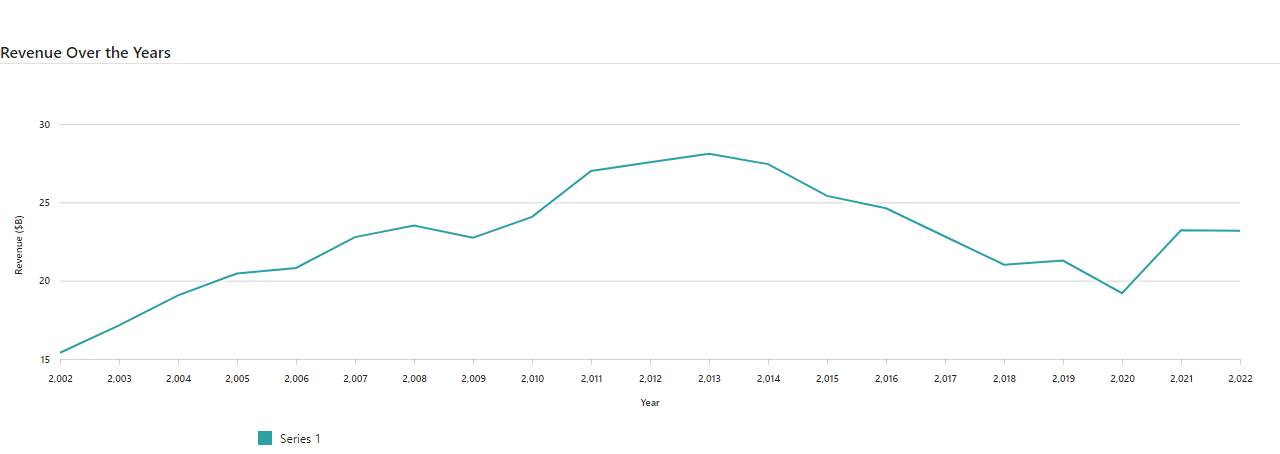 Revenue Over the Years
30
25
20
15
Revenue ($B)
2,002 2,003 2,004 2,005 2,006 2,007 2,008 2,009 2,010 2,011 2,012 2,013 2,014 2,015 2,016 2,017 2,018 2,019 2,020 2,021 2,022
Year
Series 1